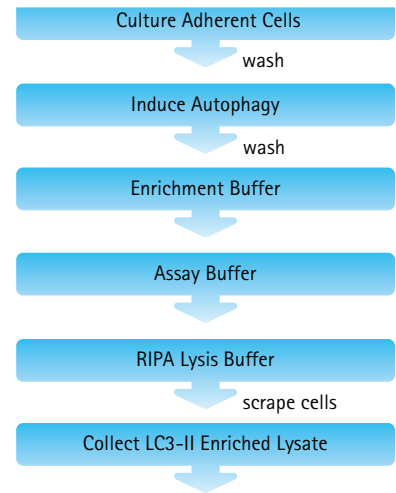 Culture Adherent Cells
wash
Induce Autophagy
wash
Enrichment Buffer
Assay Buffer
RIPA Lysis Buffer
scrape cells
Collect LC3-II Enriched Lysate